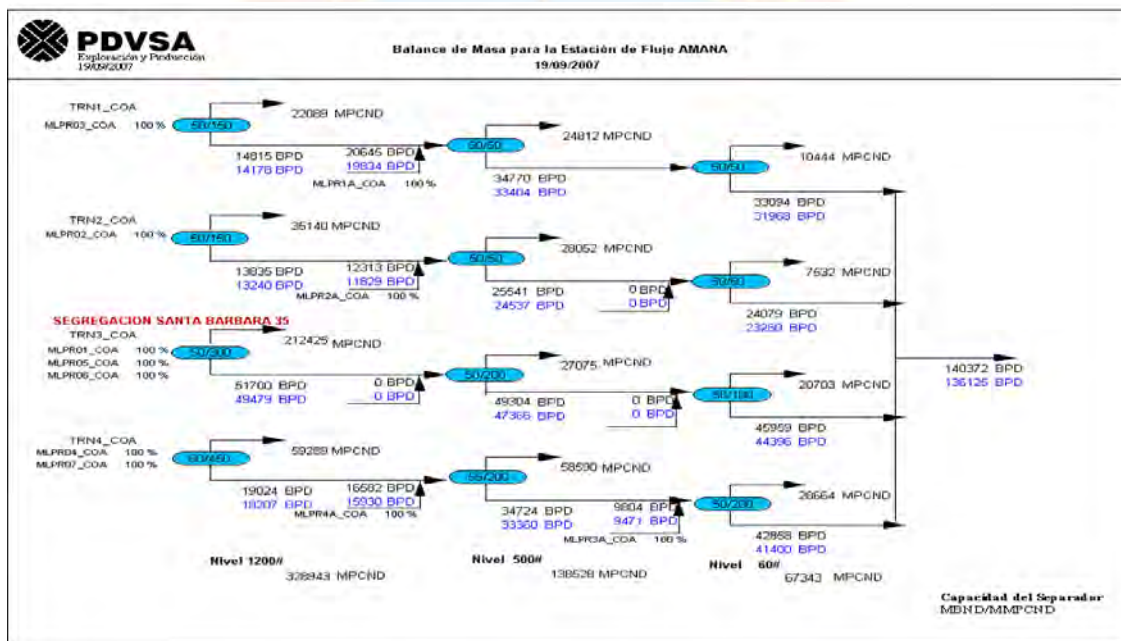 PDVSA
Exploración y Producción
19/09/2007
Balance de Masa para la Estación de Flujo AMANA
19/09/2007
TRN1_COA
MLPR03_COA 100 %
50/150
22089 MPCND
14815 BPD
14178 BPD
20645 BPD
19834 BPD
MLPR1A_COA 100 %
50/50
24812 MPCND
34770 BPD
33404 BPD
50/50
10444 MPCND
33094 BPD
31968 BPD
TRN2_COA
MLPR02_COA 100 %
50/150
35140 MPCND
13835 BPD
13240 BPD
12313 BPD
11829 BPD
MLPR2A_COA 100 %
50/50
28052 MPCND
25541 BPD
24537 BPD
0 BPD
0 BPD
7532 MPCND
24079 BPD
SEGREGACION SANTA BARBARA 35
TRN3_COA
MLPR01_COA 100 %
MLPR05_COA 100 %
MLPR06_COA 100 %
50/300
212425 MPCND
51700 BPD
49479 BPD
0 BPD
0 BPD
50/200
27075 MPCND
49304 BPD
47366 BPD
0 BPD
0 BPD
50/100
20703 MPCND
45959 BPD
44396 BPD
140372 BPD
136125 BPD
TRN4_COA
MLPR04_COA 100 %
MLPR07_COA 100 %
60/450
59289 MPCND
19024 BPD
18207 BPD
16582 BPD
15930 BPD
MLPR4A_COA 100 %
55/200
58590 MPCND
34724 BPD
33360 BPD
9804 BPD
9471 BPD
MLPR3A_COA 100 %
50/200
28664 MPCND
42858 BPD
41400 BPD
Nivel 1200#
328943 MPCND
Nivel 500#
138528 MPCND
Nivel 60#
67343 MPCND
Capacidad del Separador
MBND/MMPCND